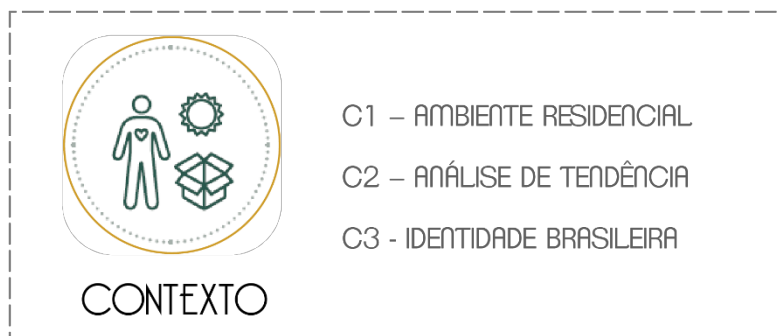 C1 – AMBIENTE RESIDENCIAL
C2 – ANÁLISE DE TENDÊNCIA
C3 - IDENTIDADE BRASILEIRA
CONTEXTO